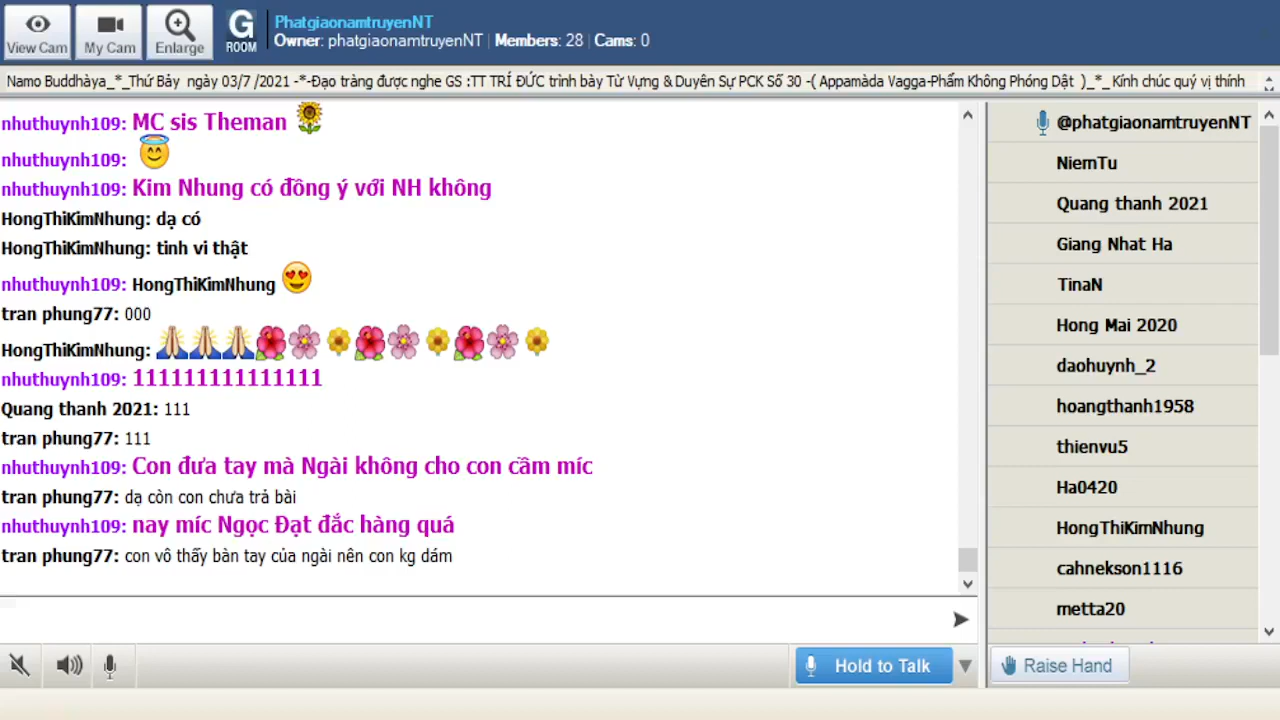 View Cam
My Cam
Enlarge
G ROOM
PhatgiaonamtruyenNT
Owner: phatgiaonamtruyenNT | Members: 28 | Cams: 0
Namo Buddhàya_*_Thứ Bảy ngày 03/7 /2021 -*-Đạo tràng được nghe GS :TT TRÍ ĐỨC trình bày Từ Vựng & Duyên Sự PCK Số 30 -( Appamàda Vagga-Phẩm Không Phóng Dật )_*_ Kính chúc quý vị thính
nhuthuynh109: MC sis Theman
nhuthuynh109:
nhuthuynh109: Kim Nhung có đồng ý với NH không
HongThiKimNhung: dạ có
HongThiKimNhung: tinh vi thật
nhuthuynh109: HongThiKimNhung
tran phung77: 000
HongThiKimNhung:
nhuthuynh109: 111111111111111
Quang thanh 2021: 111
tran phung77: 111
nhuthuynh109: Con đưa tay mà Ngài không cho con cầm míc
tran phung77: dạ còn con chưa trả bài
nhuthuynh109: nay míc Ngọc Đạt đắc hàng quá
tran phung77: con vô thấy bàn tay của ngài nên con kg dám
@phatgiaonamtruyenNT
NiemTu
Quang thanh 2021
Giang Nhat Ha
TinaN
Hong Mai 2020
daohuynh_2
hoangthanh1958
thienvu5
Ha0420
HongThiKimNhung
cahnekson1116
metta20
Hold to Talk
Raise Hand